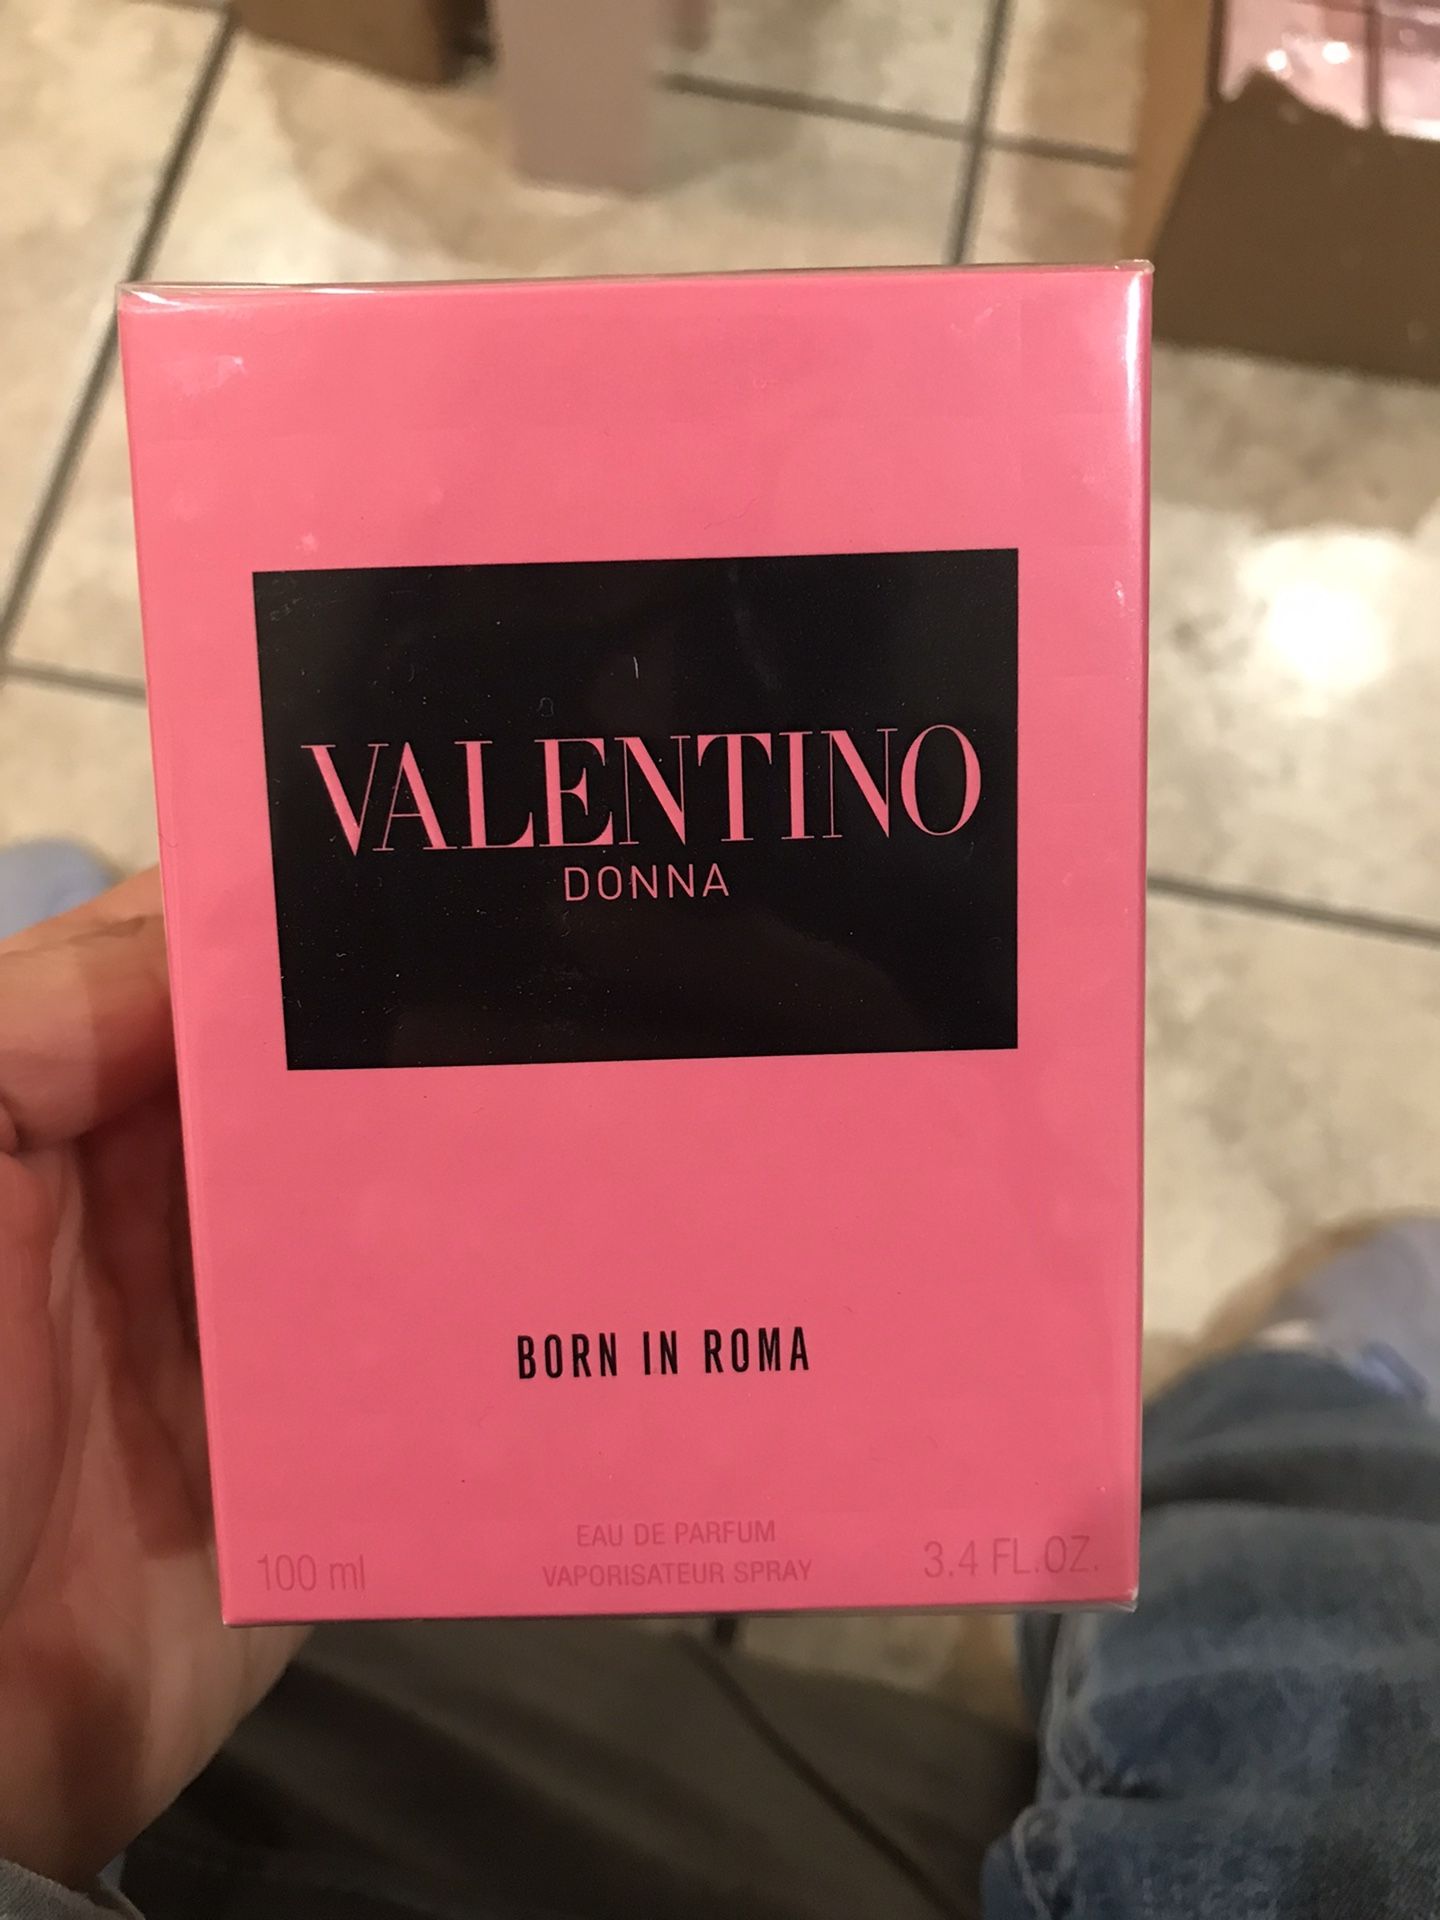 VALENTINO
DONNA
BORN IN ROMA
EAU DE PARFUM
100 ml VAPORISATEUR SPRAY 3.4 FL.OZ.